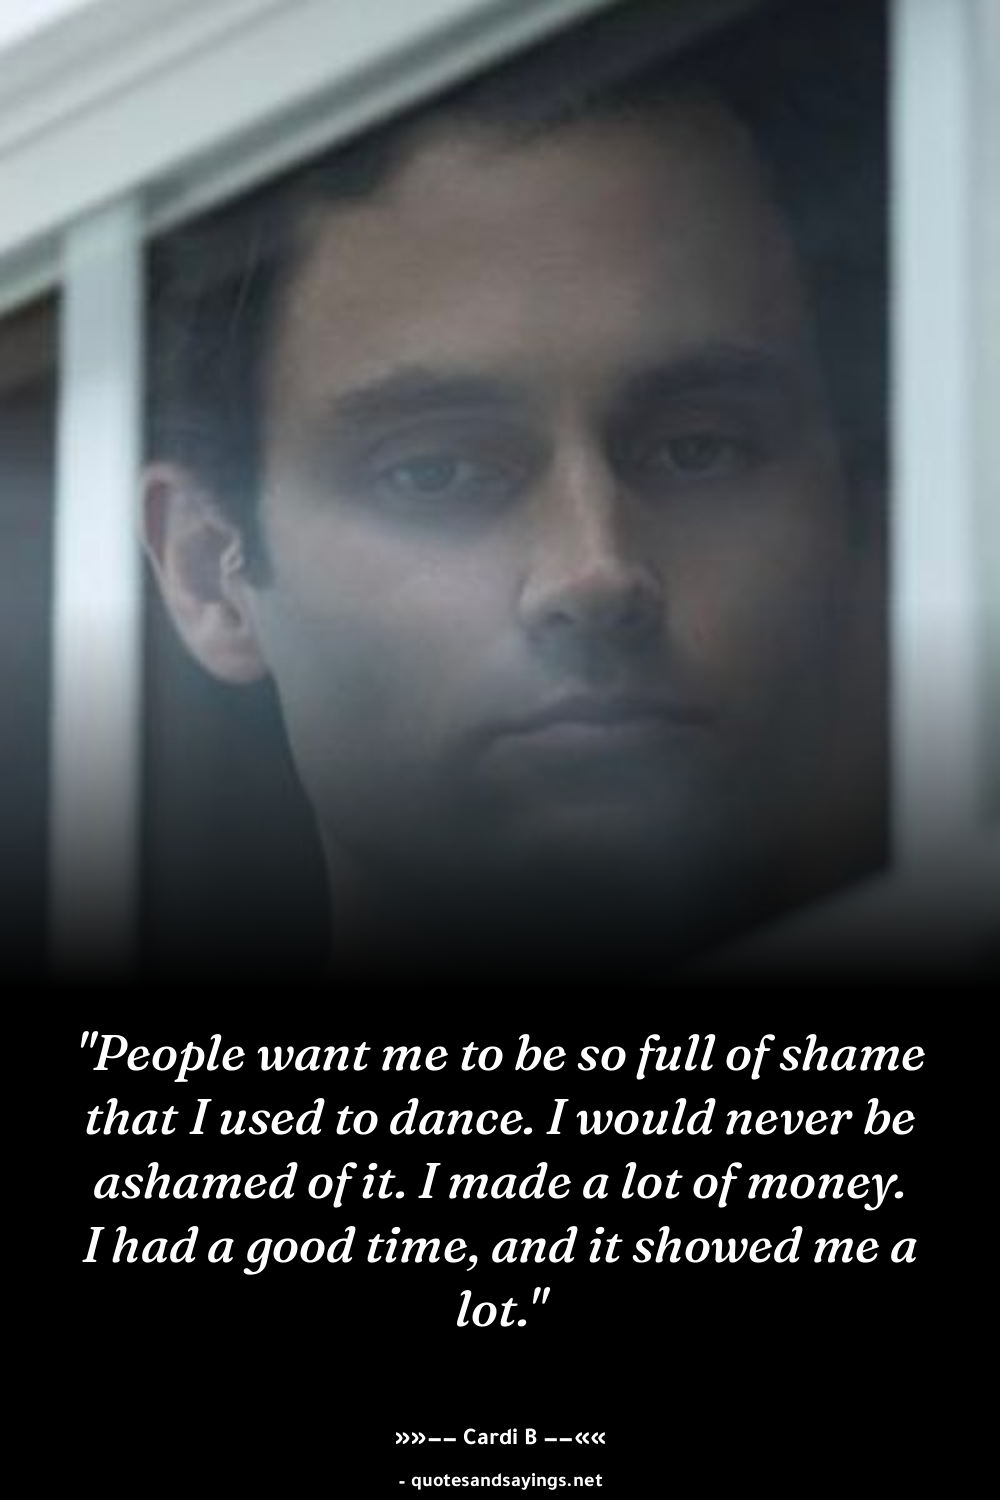 "People want me to be so full of shame
that I used to dance. I would never be
ashamed of it. I made a lot of money.
I had a good time, and it showed me a
lot."
»»–– Cardi B ––««
- quotesandsayings.net